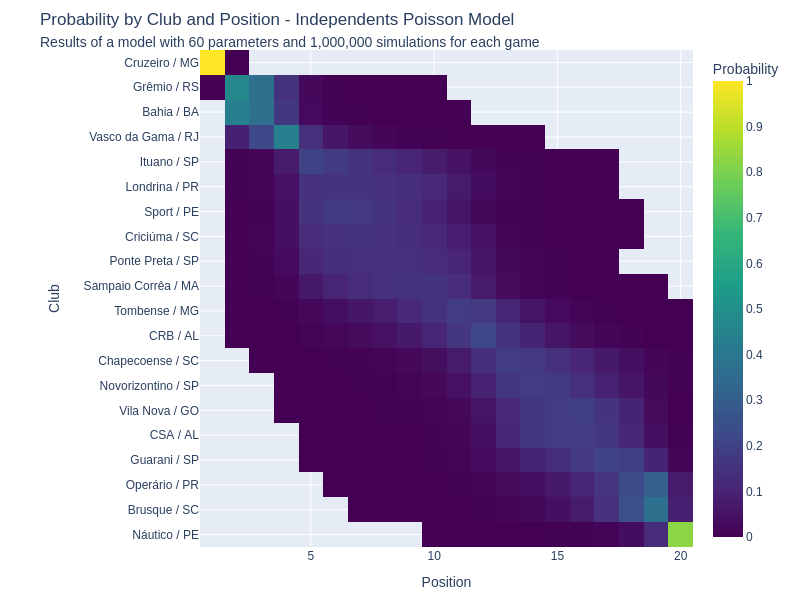 Probability by Club and Position - Independents Poisson Model
Results of a model with 60 parameters and 1,000,000 simulations for each game
Probability
Cruzeiro / MG
Grêmio / RS
Bahia / BA
Vasco da Gama / RJ
Ituano / SP
Londrina / PR
Sport / PE
Criciúma / SC
Ponte Preta / SP
Sampaio Corrêa / MA
Tombense / MG
CRB / AL
Chapecoense / SC
Novorizontino / SP
Vila Nova / GO
CSA / AL
Guarani / SP
Operário / PR
Brusque / SC
Náutico / PE
Club
5
10
15
20
Position
1
0.9
0.8
0.7
0.6
0.5
0.4
0.3
0.2
0.1
0